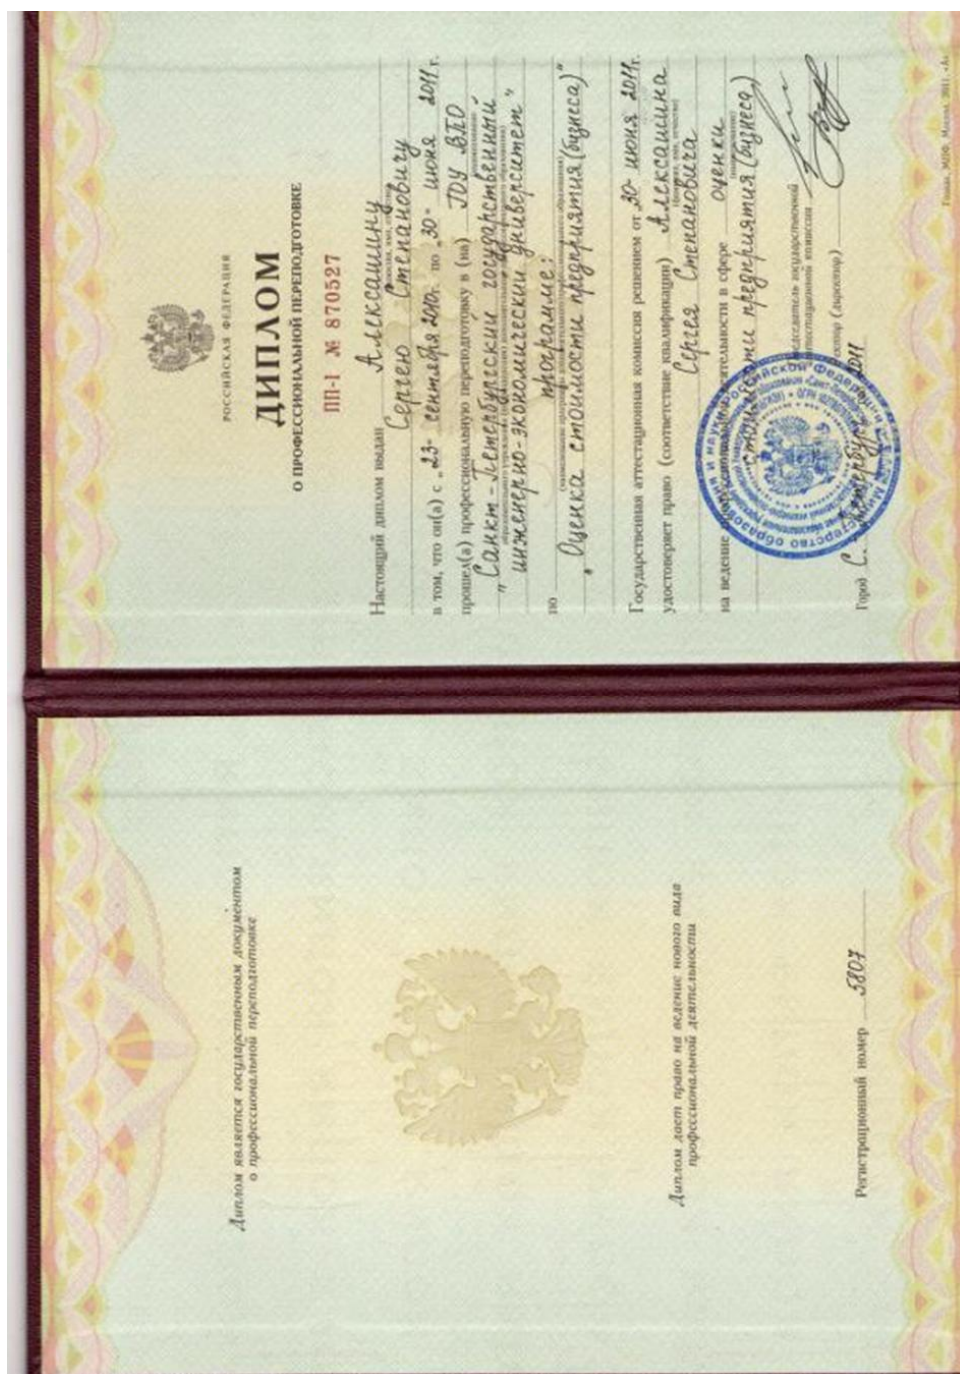 Диплом является государственным документом
о профессиональной переподготовке
Диплом дает право на ведение нового вида
профессиональной деятельности
Регистрационный номер 5807
РОССИЙСКАЯ ФЕДЕРАЦИЯ
ДИПЛОМ
О ПРОФЕССИОНАЛЬНОЙ ПЕРЕПОДГОТОВКЕ
ПП-I № 870527
Настоящий диплом выдан Алексашину
Сергею Степановичу
в том, что он(а) с „23" сентября 2010г. по „30" июня 2011 г.
прошел(а) профессиональную переподготовку в (на) ГОУ ВПО
"Санкт-Петербургский государственный
инженерно-экономический университет"
по программе:
„Оценка стоимости предприятия (бизнеса)"
Государственная аттестационная комиссия решением от „30" июня 2011г.
удостоверяет право (соответствие квалификации) Алексашина
Сергея Степановича
на ведение профессиональной деятельности в сфере оценки
стоимости предприятия (бизнеса)
Председатель государственной
аттестационной комиссии
Ректор (директор)
Город С. Петербург год 2011